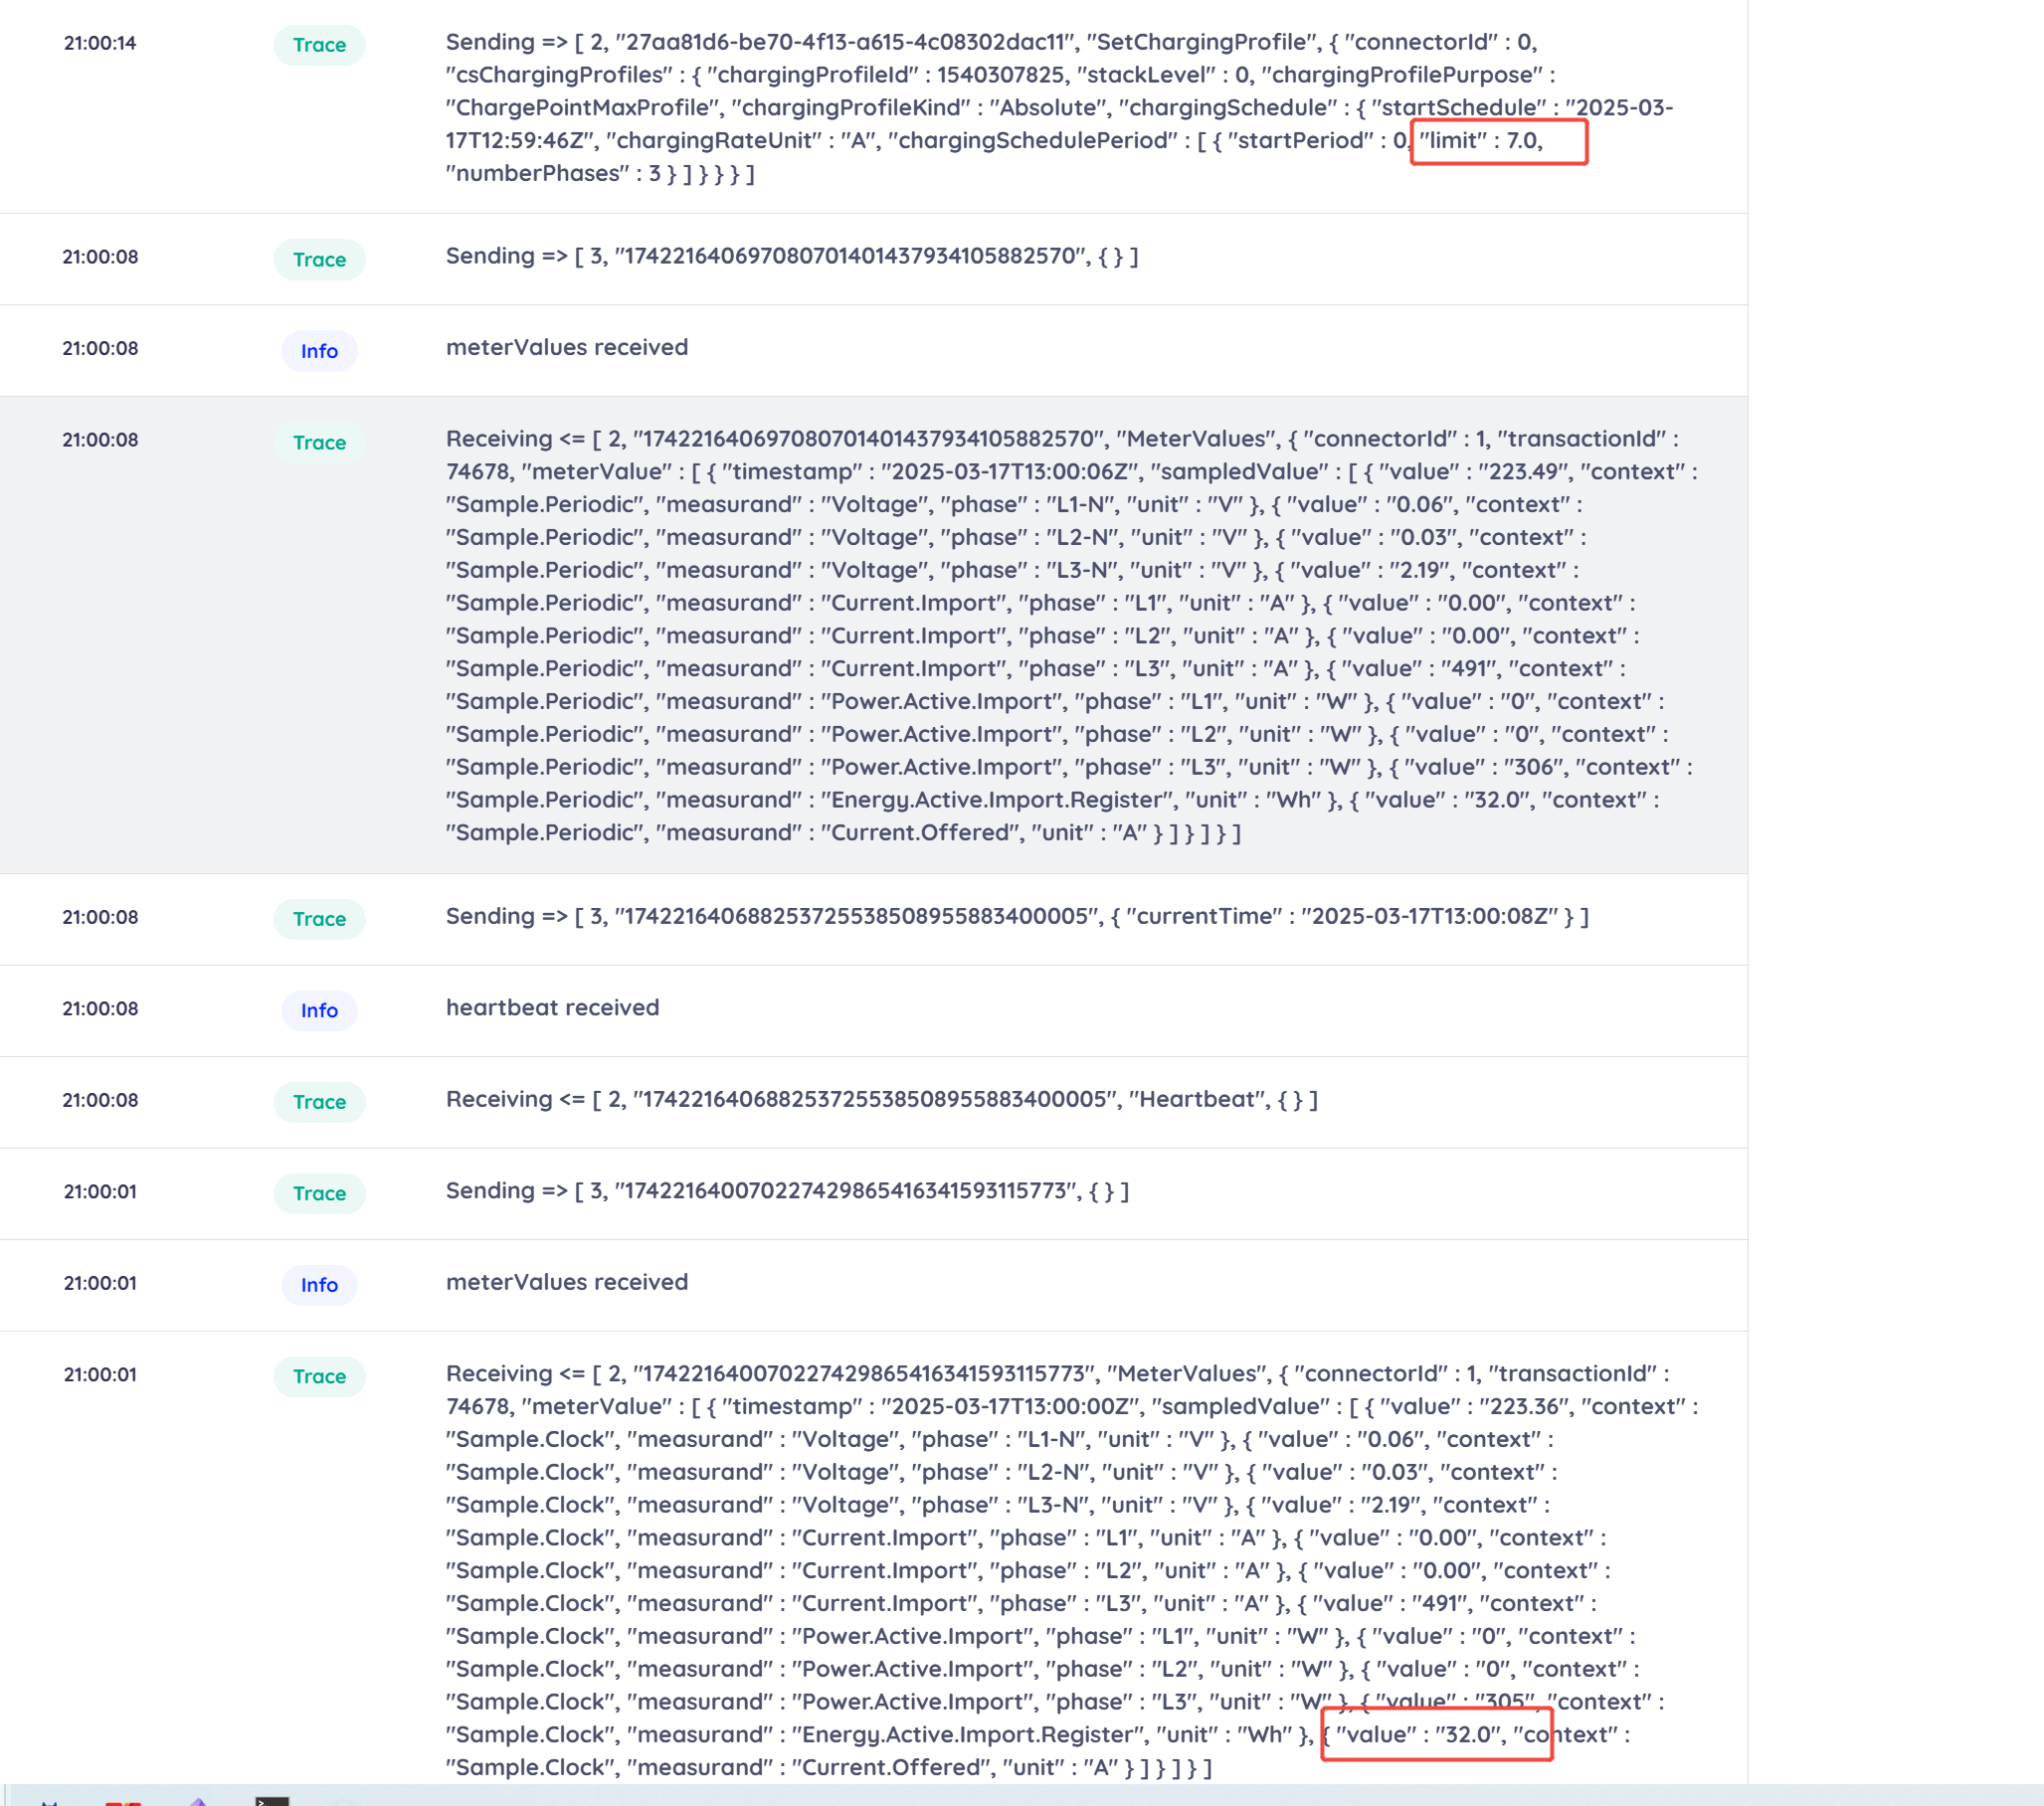 21:00:14 Trace Sending => [ 2, "27aa81d6-be70-4f13-a615-4c08302dac11", "SetChargingProfile", { "connectorId" : 0,
"csChargingProfiles" : { "chargingProfileId" : 1540307825, "stackLevel" : 0, "chargingProfilePurpose" :
"ChargePointMaxProfile", "chargingProfileKind" : "Absolute", "chargingSchedule" : { "startSchedule" : "2025-03-
17T12:59:46Z", "chargingRateUnit" : "A", "chargingSchedulePeriod" : [ { "startPeriod" : 0, "limit" : 7.0,
"numberPhases" : 3 } ] } } } ]
21:00:08 Trace Sending => [ 3, "1742216406970807014014379341058​82570", { } ]
21:00:08 Info meterValues received
21:00:08 Trace Receiving <= [ 2, "174221640697080701401437934105882570", "MeterValues", { "connectorId" : 1, "transactionId" :
74678, "meterValue" : [ { "timestamp" : "2025-03-17T13:00:06Z", "sampledValue" : [ { "value" : "223.49", "context" :
"Sample.Periodic", "measurand" : "Voltage", "phase" : "L1-N", "unit" : "V" }, { "value" : "0.06", "context" :
"Sample.Periodic", "measurand" : "Voltage", "phase" : "L2-N", "unit" : "V" }, { "value" : "0.03", "context" :
"Sample.Periodic", "measurand" : "Voltage", "phase" : "L3-N", "unit" : "V" }, { "value" : "2.19", "context" :
"Sample.Periodic", "measurand" : "Current.Import", "phase" : "L1", "unit" : "A" }, { "value" : "0.00", "context" :
"Sample.Periodic", "measurand" : "Current.Import", "phase" : "L2", "unit" : "A" }, { "value" : "0.00", "context" :
"Sample.Periodic", "measurand" : "Current.Import", "phase" : "L3", "unit" : "A" }, { "value" : "491", "context" :
"Sample.Periodic", "measurand" : "Power.Active.Import", "phase" : "L1", "unit" : "W" }, { "value" : "0", "context" :
"Sample.Periodic", "measurand" : "Power.Active.Import", "phase" : "L2", "unit" : "W" }, { "value" : "0", "context" :
"Sample.Periodic", "measurand" : "Power.Active.Import", "phase" : "L3", "unit" : "W" }, { "value" : "306", "context" :
"Sample.Periodic", "measurand" : "Energy.Active.Import.Register", "unit" : "Wh" }, { "value" : "32.0", "context" :
"Sample.Periodic", "measurand" : "Current.Offered", "unit" : "A" } ] } ] } ]
21:00:08 Trace Sending => [ 3, "174221640688253725538508955883400005", { "currentTime" : "2025-03-17T13:00:08Z" } ]
21:00:08 Info heartbeat received
21:00:08 Trace Receiving <= [ 2, "174221640688253725538508955883400005", "Heartbeat", { } ]
21:00:01 Trace Sending => [ 3, "174221640070227429865416341593115773", { } ]
21:00:01 Info meterValues received
21:00:01 Trace Receiving <= [ 2, "174221640070227429865416341593115773", "MeterValues", { "connectorId" : 1, "transactionId" :
74678, "meterValue" : [ { "timestamp" : "2025-03-17T13:00:00Z", "sampledValue" : [ { "value" : "223.36", "context" :
"Sample.Clock", "measurand" : "Voltage", "phase" : "L1-N", "unit" : "V" }, { "value" : "0.06", "context" :
"Sample.Clock", "measurand" : "Voltage", "phase" : "L2-N", "unit" : "V" }, { "value" : "0.03", "context" :
"Sample.Clock", "measurand" : "Voltage", "phase" : "L3-N", "unit" : "V" }, { "value" : "2.19", "context" :
"Sample.Clock", "measurand" : "Current.Import", "phase" : "L1", "unit" : "A" }, { "value" : "0.00", "context" :
"Sample.Clock", "measurand" : "Current.Import", "phase" : "L2", "unit" : "A" }, { "value" : "0.00", "context" :
"Sample.Clock", "measurand" : "Current.Import", "phase" : "L3", "unit" : "A" }, { "value" : "491", "context" :
"Sample.Clock", "measurand" : "Power.Active.Import", "phase" : "L1", "unit" : "W" }, { "value" : "0", "context" :
"Sample.Clock", "measurand" : "Power.Active.Import", "phase" : "L2", "unit" : "W" }, { "value" : "0", "context" :
"Sample.Clock", "measurand" : "Power.Active.Import", "phase" : "L3", "unit" : "W" }, { "value" : "305", "context" :
"Sample.Clock", "measurand" : "Energy.Active.Import.Register", "unit" : "Wh" }, { "value" : "32.0", "context" :
"Sample.Clock", "measurand" : "Current.Offered", "unit" : "A" } ] } ] } ]